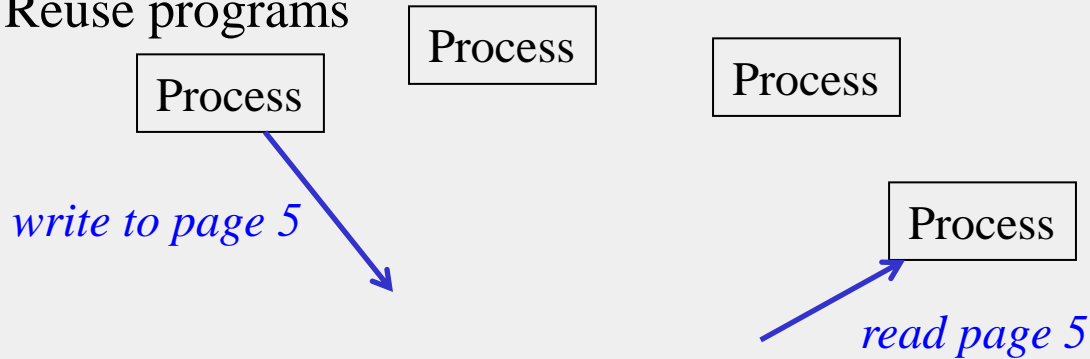 Reuse programs
Process
Process
Process
write to page 5
Process
read page 5